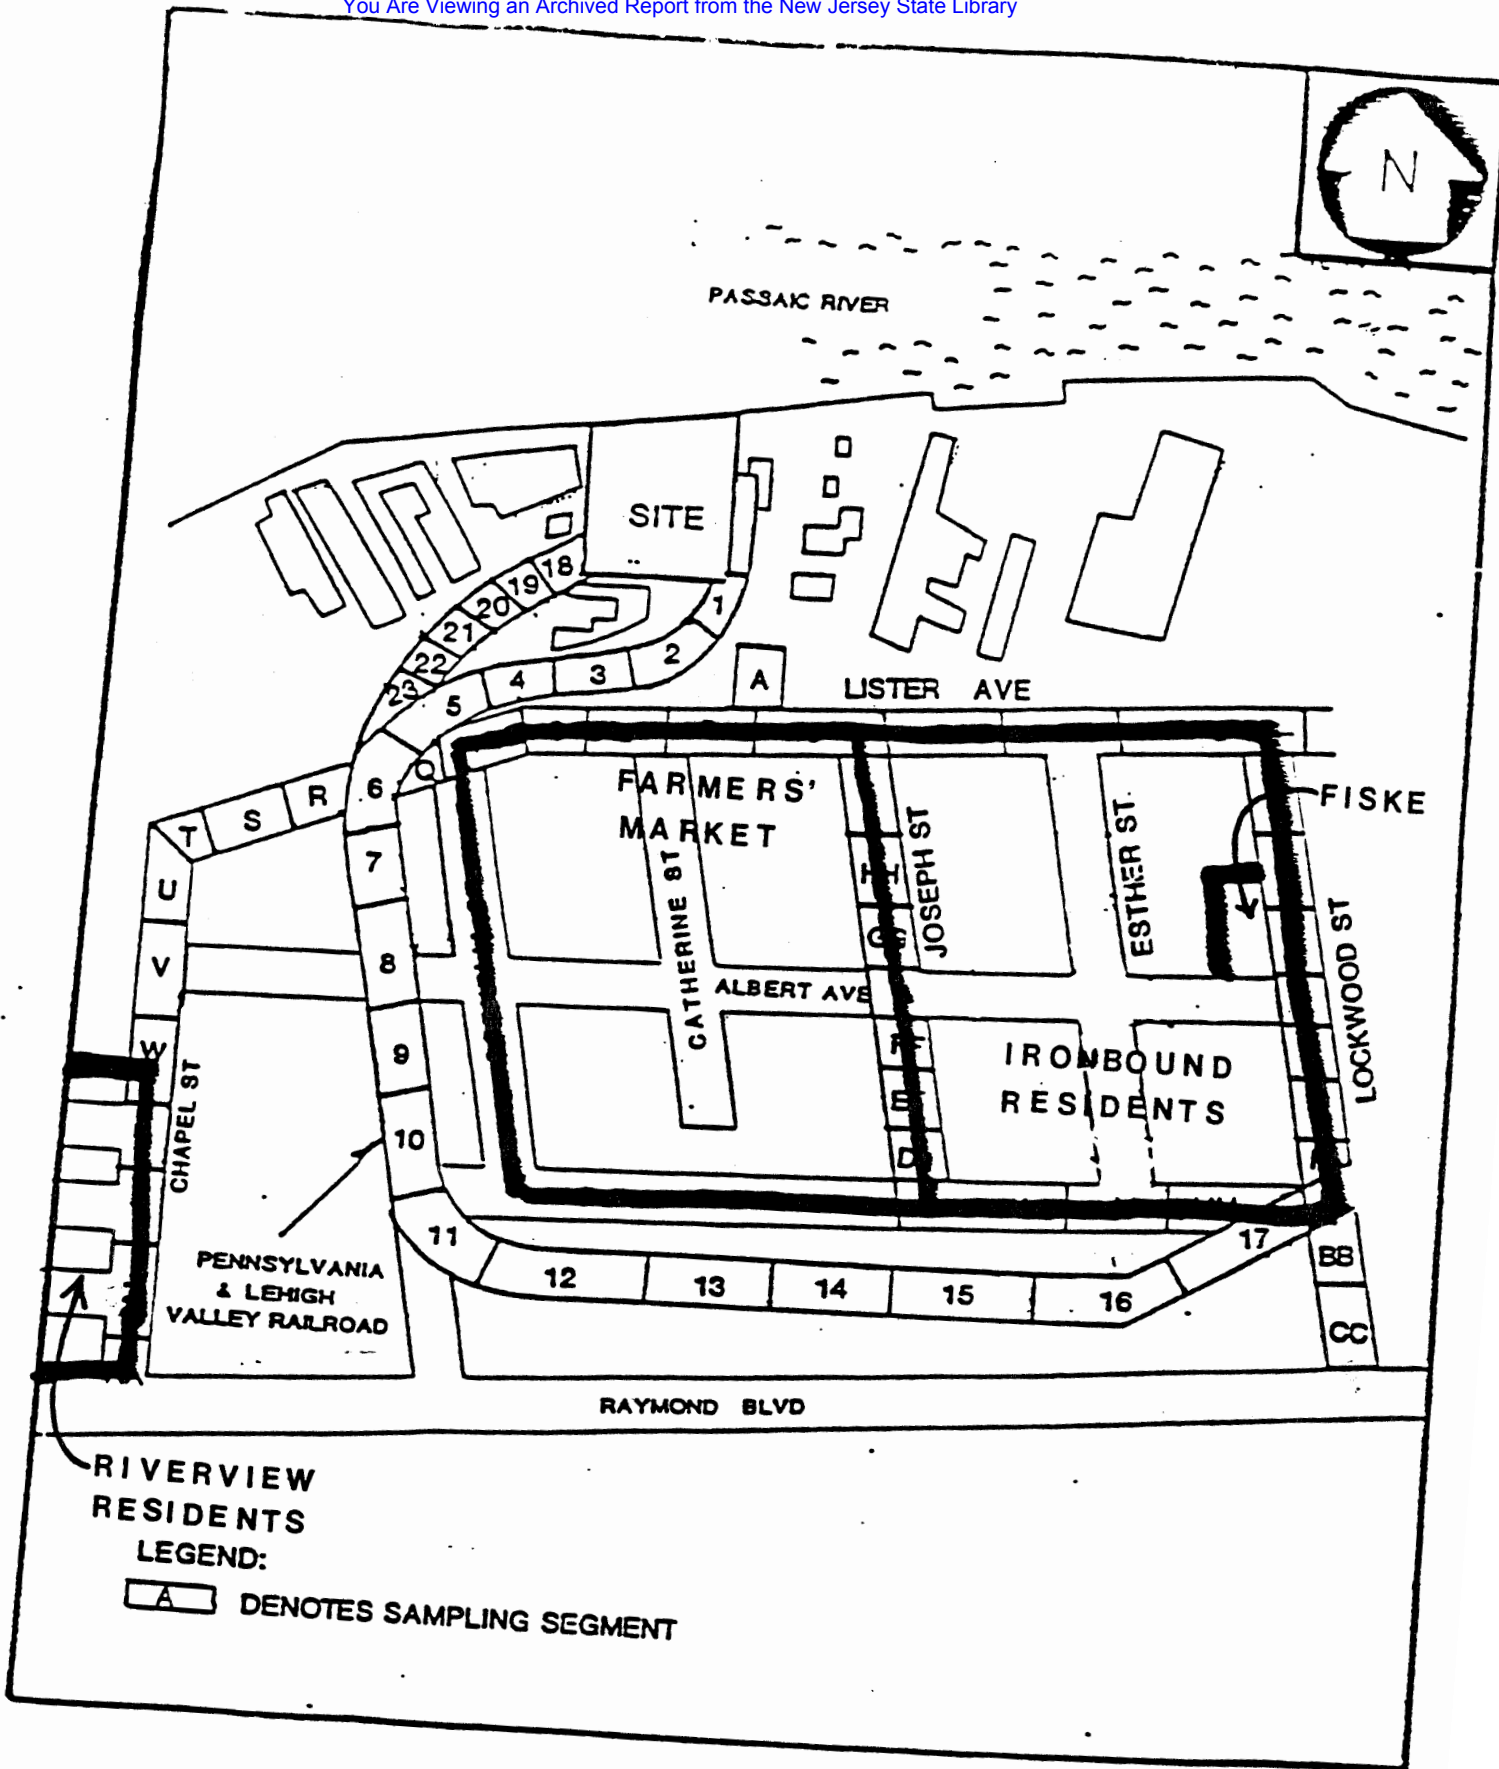 You Are Viewing an Archived Report from the New Jersey State Library
N
PASSAIC RIVER
SITE
18
19
20
21
22
23
1
2
3
4
5
A
LISTER AVE
Q
6
R
S
T
U
V
W
7
8
9
10
11
12
13
14
15
16
17
FARMERS'
MARKET
CATHERINE ST
JOSEPH ST
ESTHER ST.
FISKE
LOCKWOOD ST
HH
GG
ALBERT AVE
E
D
IRONBOUND
RESIDENTS
CHAPEL ST
BB
CC
PENNSYLVANIA
& LEHIGH
VALLEY RAILROAD
RAYMOND BLVD
RIVERVIEW
RESIDENTS
LEGEND:
A DENOTES SAMPLING SEGMENT